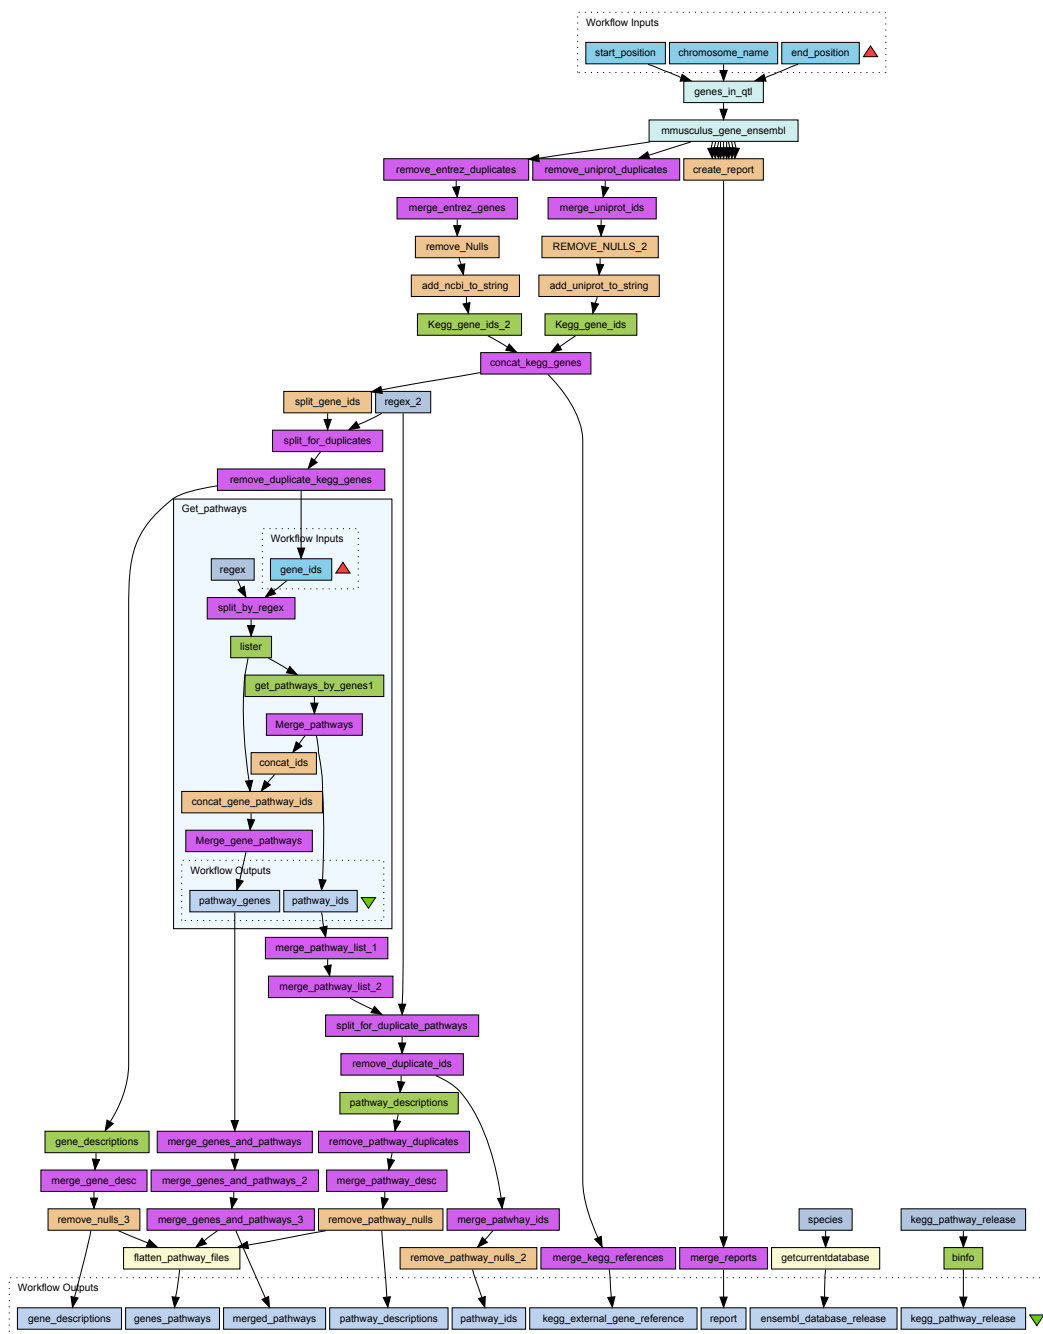 Workflow Inputs
start_position
chromosome_name
end_position
genes_in_qtl
mmusculus_gene_ensembl
remove_entrez_duplicates
remove_uniprot_duplicates
create_report
merge_entrez_genes
merge_uniprot_ids
remove_Nulls
REMOVE_NULLS_2
add_ncbi_to_string
add_uniprot_to_string
Kegg_gene_ids_2
Kegg_gene_ids
concat_kegg_genes
split_gene_ids
regex_2
split_for_duplicates
remove_duplicate_kegg_genes
Get_pathways
Workflow Inputs
regex
gene_ids
split_by_regex
lister
get_pathways_by_genes1
Merge_pathways
concat_ids
concat_gene_pathway_ids
Merge_gene_pathways
Workflow Outputs
pathway_genes
pathway_ids
merge_pathway_list_1
merge_pathway_list_2
split_for_duplicate_pathways
remove_duplicate_ids
pathway_descriptions
gene_descriptions
merge_genes_and_pathways
remove_pathway_duplicates
merge_gene_desc
merge_genes_and_pathways_2
merge_pathway_desc
remove_nulls_3
merge_genes_and_pathways_3
remove_pathway_nulls
merge_patwhay_ids
species
kegg_pathway_release
flatten_pathway_files
remove_pathway_nulls_2
merge_kegg_references
merge_reports
getcurrentdatabase
binfo
Workflow Outputs
gene_descriptions
genes_pathways
merged_pathways
pathway_descriptions
pathway_ids
kegg_external_gene_reference
report
ensembl_database_release
kegg_pathway_release